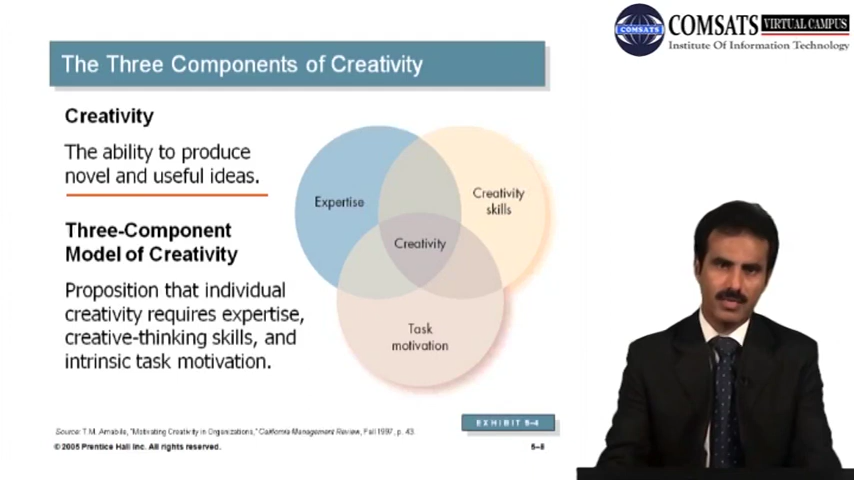 COMSATS VIRTUAL CAMPUS
Institute Of Information Technology
COMSATS
The Three Components of Creativity
Creativity
The ability to produce
novel and useful ideas.
Three-Component
Model of Creativity
Proposition that individual
creativity requires expertise,
creative-thinking skills, and
intrinsic task motivation.
Expertise
Creativity
skills
Creativity
Task
motivation
EXHIBIT 5-4
Source: T.M. Amabile, "Motivating Creativity in Organizations," California Management Review, Fall 1997, p. 43.
© 2005 Prentice Hall Inc. All rights reserved.
5–8